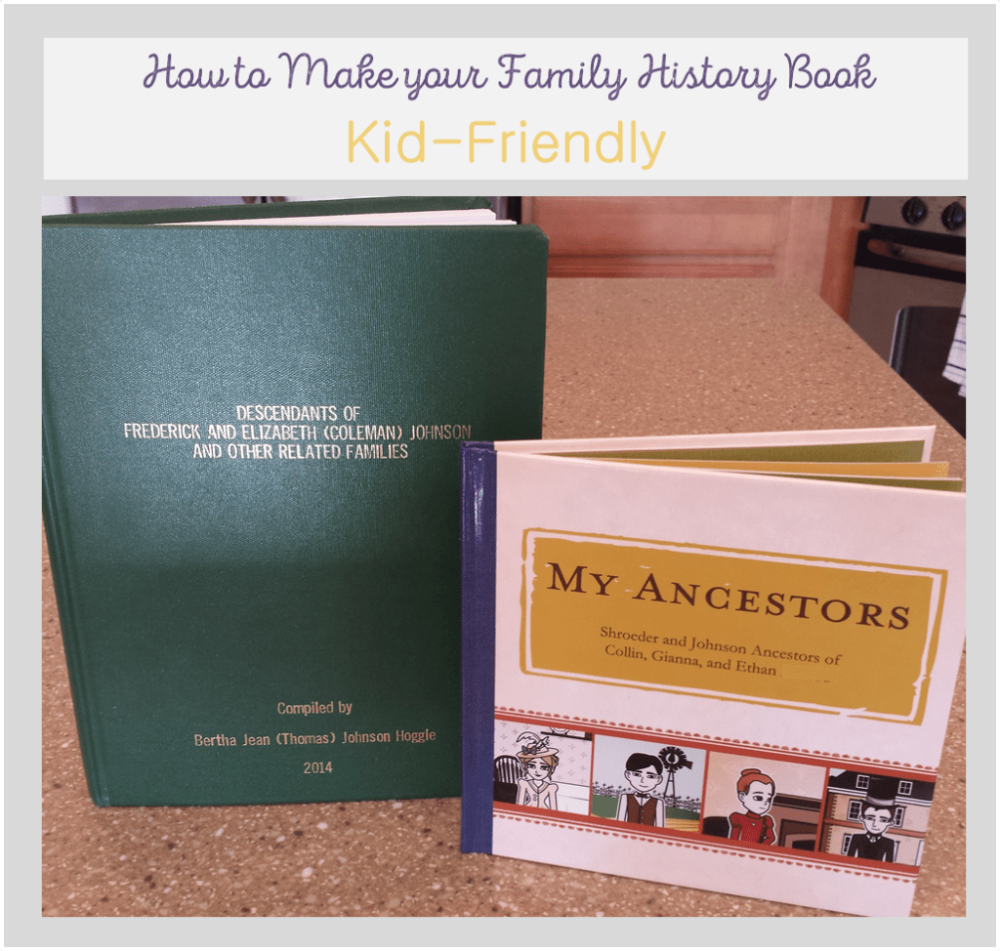 How to Make your Family History Book
Kid-Friendly
DESCENDANTS OF
FREDERICK AND ELIZABETH (COLEMAN) JOHNSON
AND OTHER RELATED FAMILIES
Compiled by
Bertha Jean (Thomas) Johnson Hoggle
2014
MY ANCESTORS
Shroeder and Johnson Ancestors of
Collin, Gianna, and Ethan